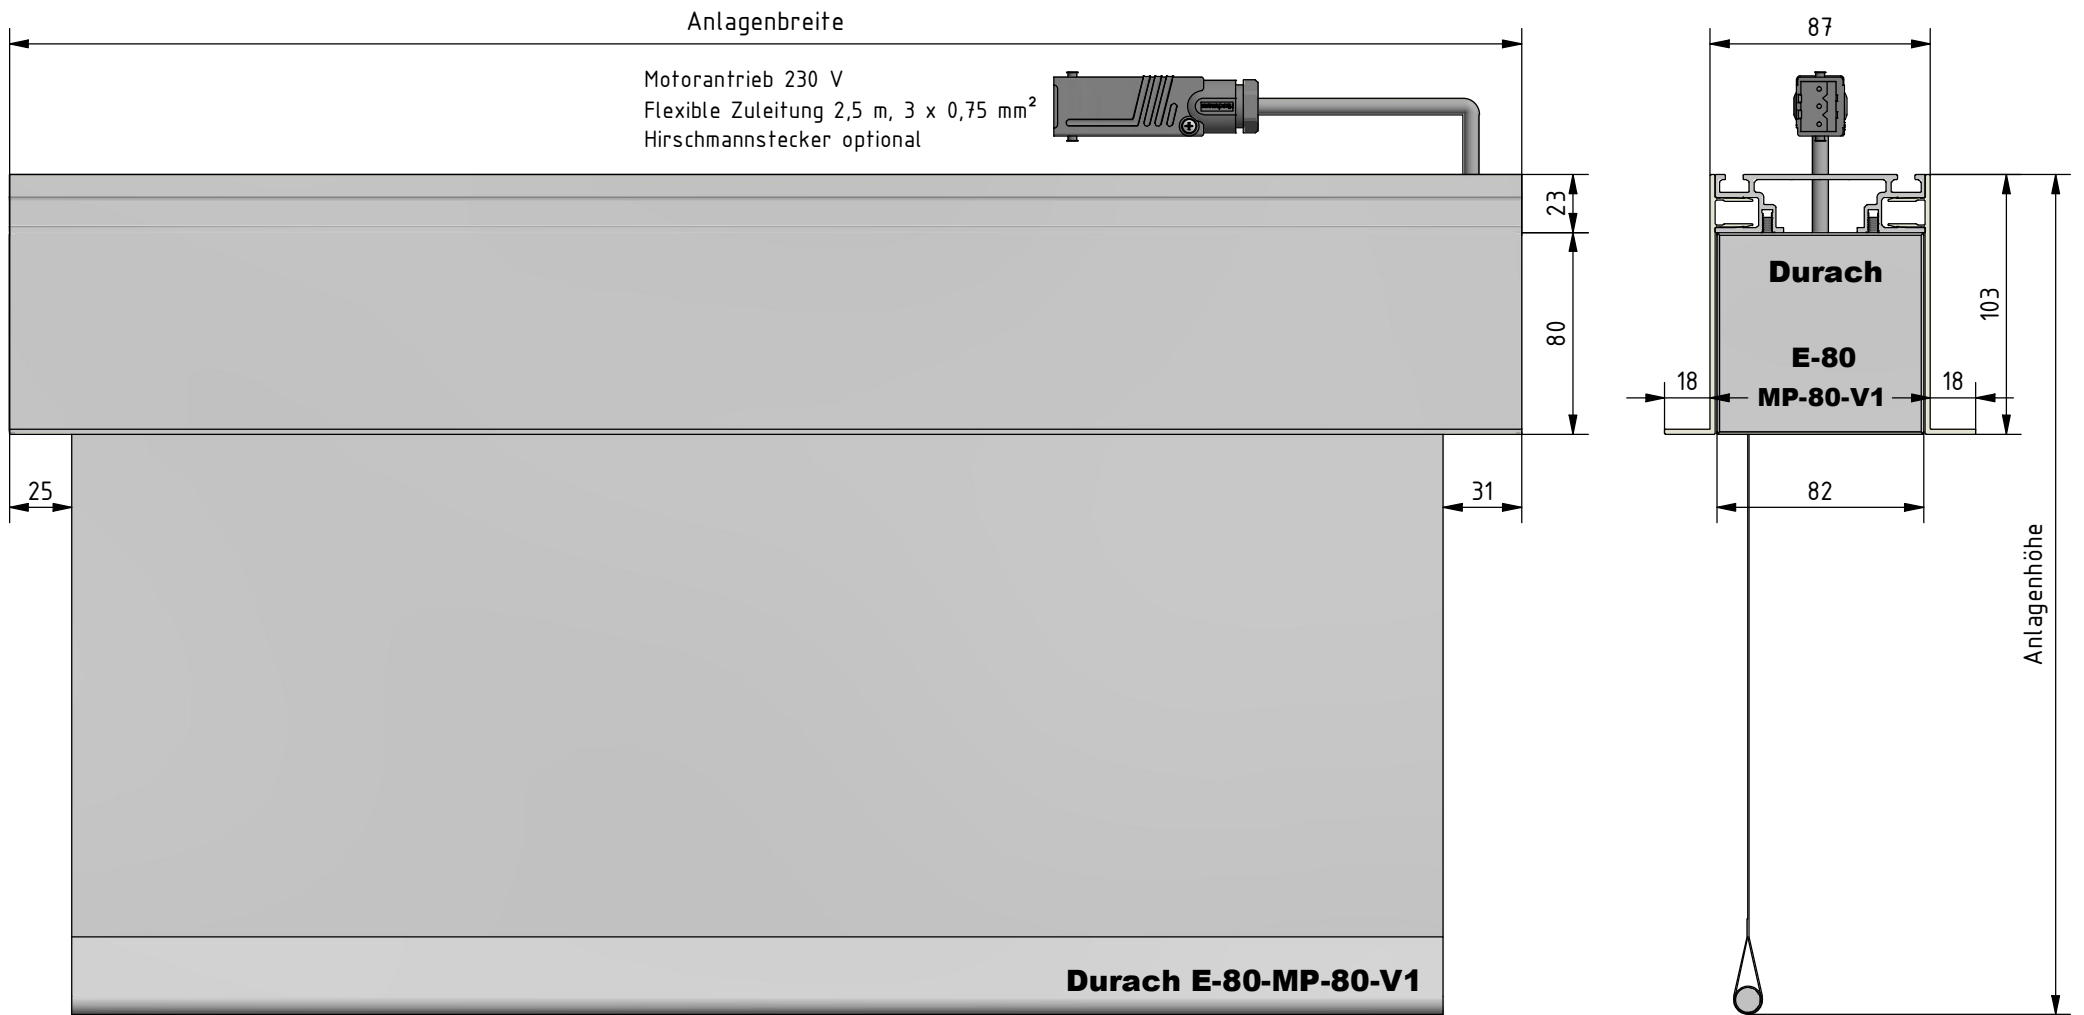 Anlagenbreite
87
Motorantrieb 230 V
Flexible Zuleitung 2,5 m, 3 x 0,75 mm²
Hirschmannstecker optional
23
80
Durach
E-80
MP-80-V1
18
18
103
25
31
82
Anlagenhöhe
Durach E-80-MP-80-V1